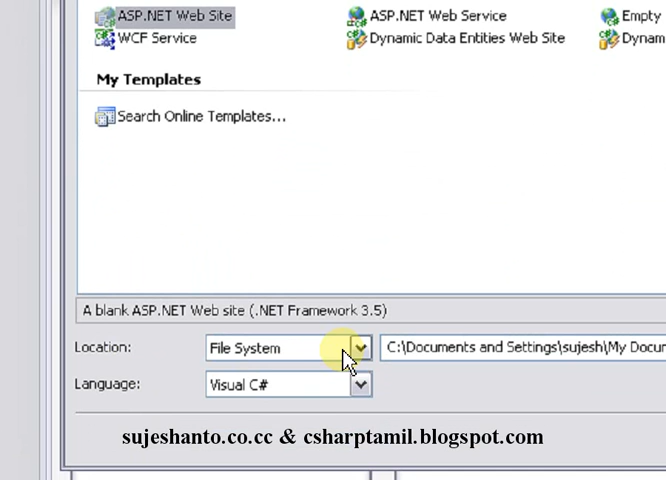 ASP.NET Web Site ASP.NET Web Service Empty
WCF Service Dynamic Data Entities Web Site Dynam
My Templates
Search Online Templates...
A blank ASP.NET Web site (.NET Framework 3.5)
Location: File System C:\Documents and Settings\sujesh\My Docur
Language: Visual C#
sujeshanto.co.cc & csharptamil.blogspot.com